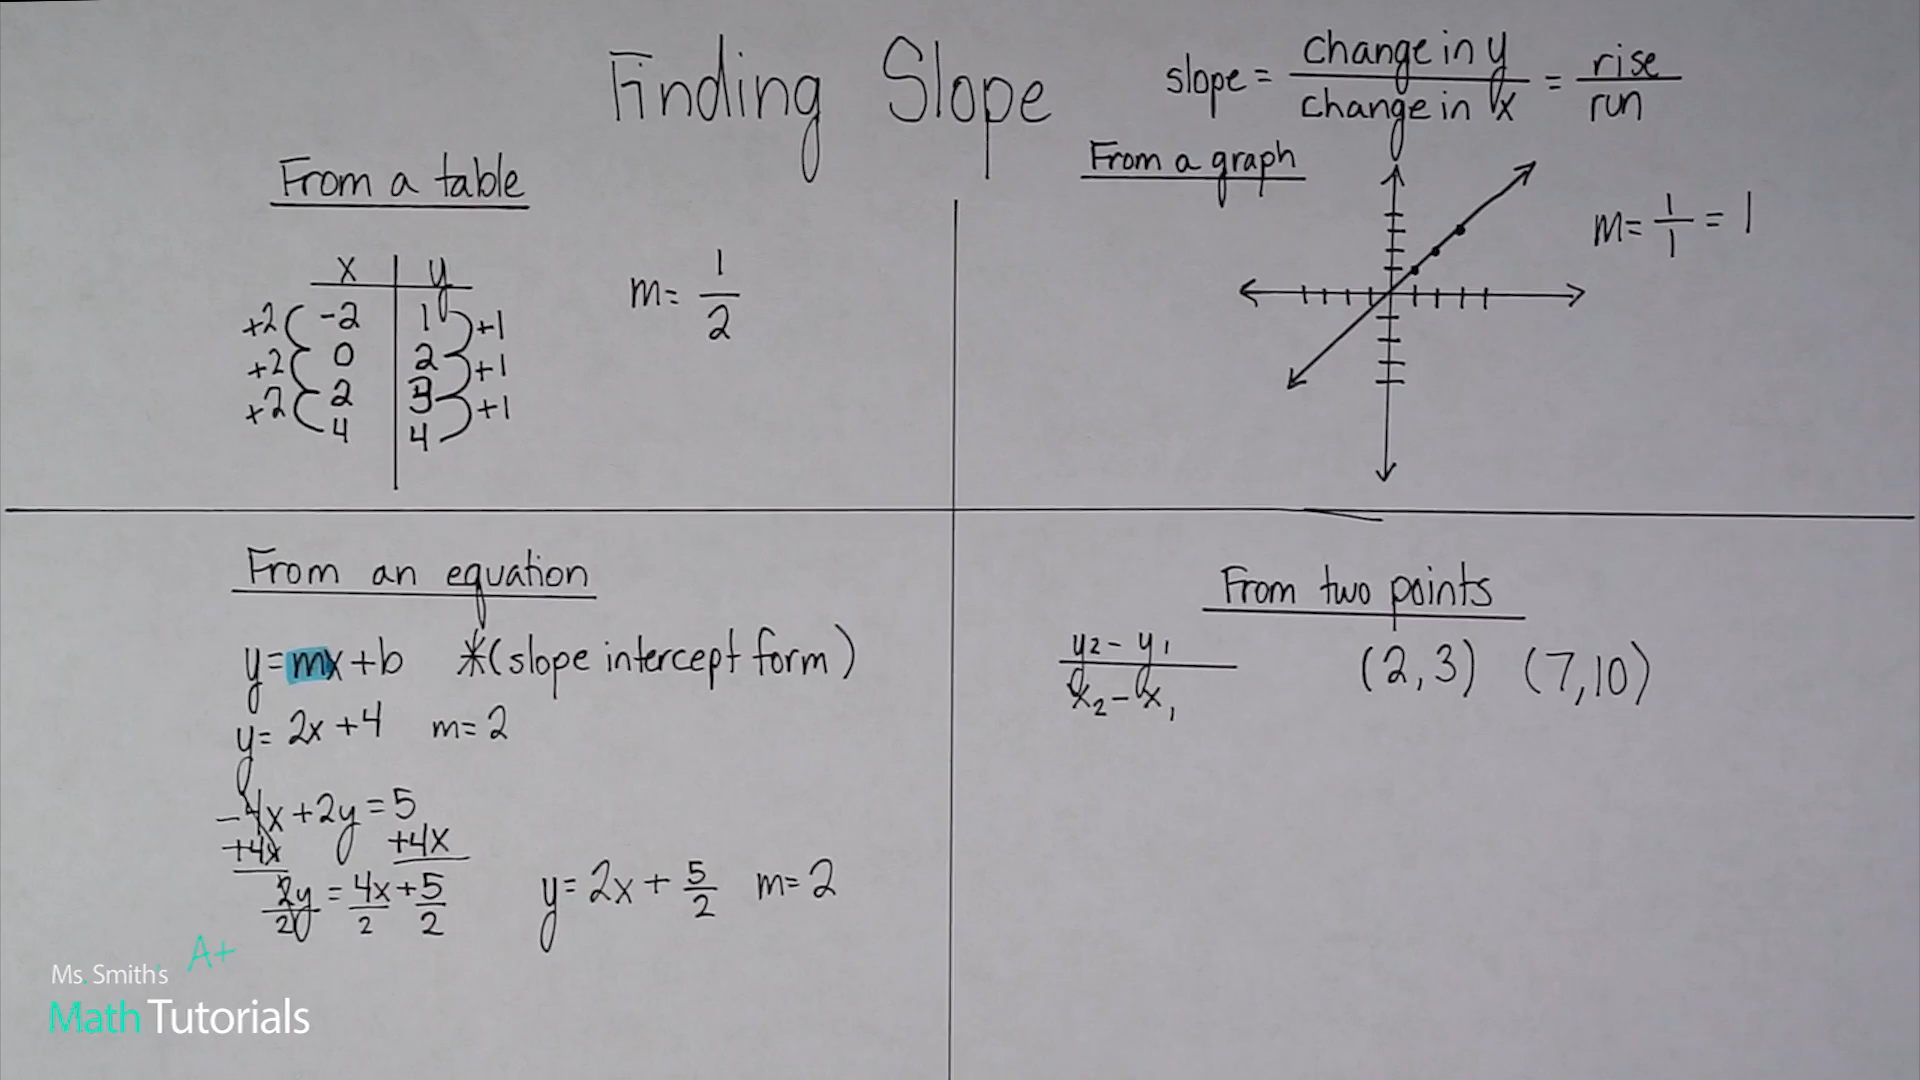 Finding Slope
slope = change in y / change in x = rise / run
From a table
x | y
+2 -2 | 1 +1
+2 0 | 2 +1
+2 2 | 3 +1
4 | 4
m = 1/2
From a graph
m = 1/1 = 1
From an equation
y = mx + b *(slope intercept form)
y = 2x + 4 m = 2
-4x + 2y = 5
+4x +4x
2y/2 = 4x/2 + 5/2
y = 2x + 5/2 m = 2
From two points
y₂ - y₁ / x₂ - x₁
(2,3) (7,10)
A+
Ms. Smith's
Math Tutorials